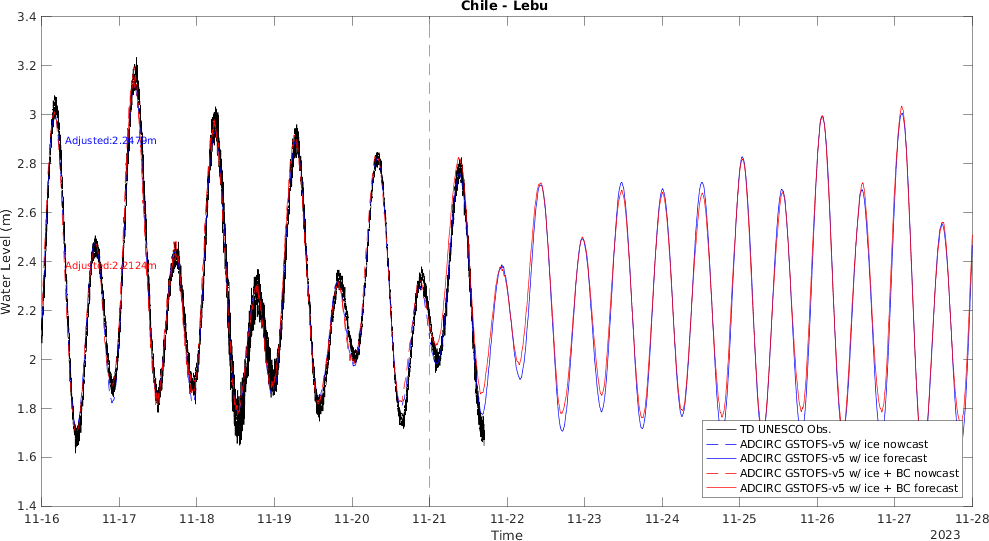 Chile - Lebu
3.4
3.2
3
2.8
2.6
2.4
2.2
2
1.8
1.6
1.4
Water Level (m)
Adjusted:2.2479m
Adjusted:2.2124m
TD UNESCO Obs.
ADCIRC GSTOFS-v5 w/ ice nowcast
ADCIRC GSTOFS-v5 w/ ice forecast
ADCIRC GSTOFS-v5 w/ ice + BC nowcast
ADCIRC GSTOFS-v5 w/ ice + BC forecast
11-16 11-17 11-18 11-19 11-20 11-21 11-22 11-23 11-24 11-25 11-26 11-27 11-28
Time
2023